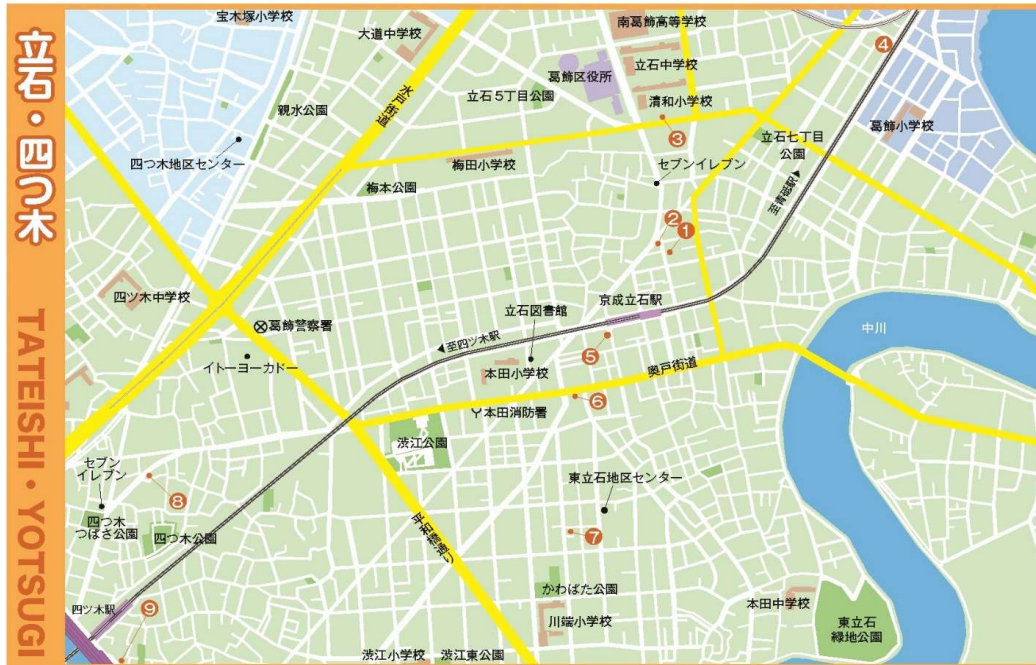 立石・四つ木
TATEISHI・YOTSUGI
宝木塚小学校
大道中学校
水戸街道
親水公園
四つ木地区センター
南葛飾高等学校
葛飾区役所
立石中学校
立石5丁目公園
清和小学校
3
4
葛飾小学校
立石七丁目
公園
梅田小学校
梅本公園
セブンイレブン
至青砥駅
2
1
四ツ木中学校
葛飾警察署
イトーヨーカドー
至四ツ木駅
立石図書館
京成立石駅
中川
5
本田小学校
奥戸街道
6
本田消防署
渋江公園
セブン
イレブン
8
四つ木
つばさ公園
四つ木公園
東立石地区センター
平和橋通り
7
かわばた公園
川端小学校
本田中学校
東立石
緑地公園
四ツ木駅
9
渋江小学校
渋江東公園